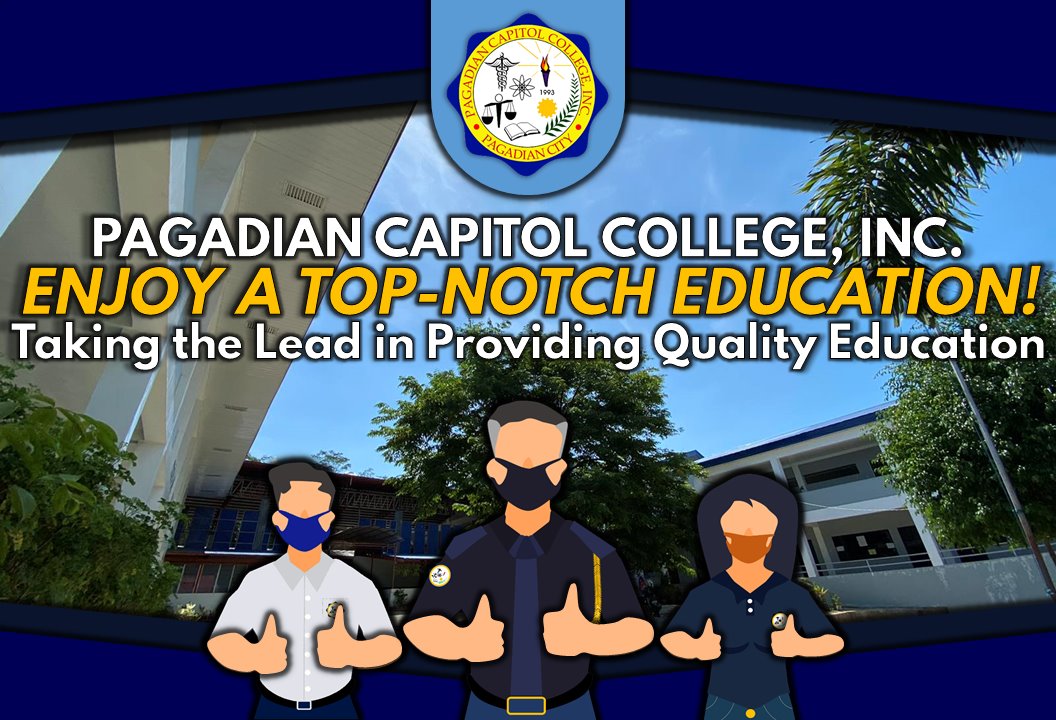 PAGADIAN CAPITOL COLLEGE, INC.
1993
PAGADIAN CITY
PAGADIAN CAPITOL COLLEGE, INC.
ENJOY A TOP-NOTCH EDUCATION!
Taking the Lead in Providing Quality Education